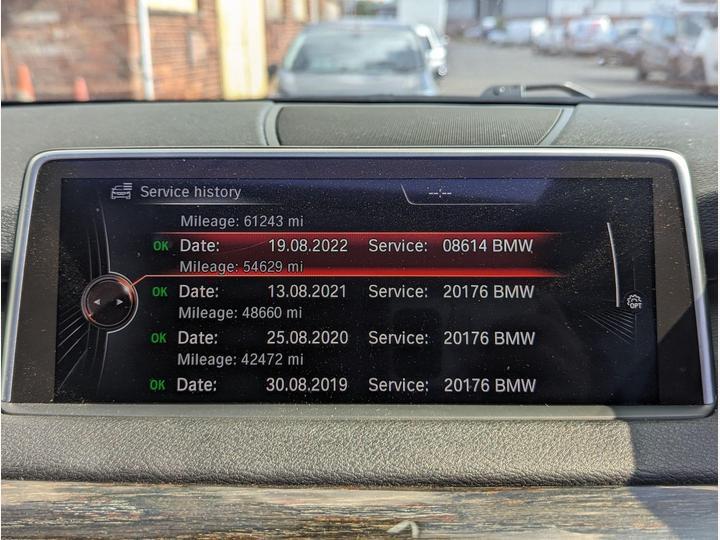 Service history
--:--
Mileage: 61243 mi
OK Date: 19.08.2022 Service: 08614 BMW
Mileage: 54629 mi
OK Date: 13.08.2021 Service: 20176 BMW
Mileage: 48660 mi
OK Date: 25.08.2020 Service: 20176 BMW
Mileage: 42472 mi
OK Date: 30.08.2019 Service: 20176 BMW
OPT